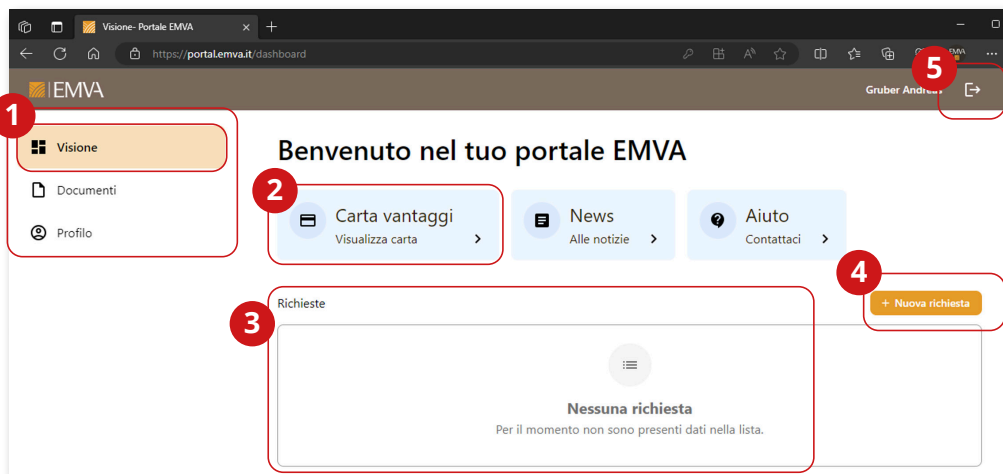 Visione- Portale EMVA
https://portal.emva.it/dashboard
EMVA
5
Gruber Andreas
1
Visione
Documenti
Profilo
Benvenuto nel tuo portale EMVA
2
Carta vantaggi
Visualizza carta
News
Alle notizie
Aiuto
Contattaci
4
Richieste
+ Nuova richiesta
3
Nessuna richiesta
Per il momento non sono presenti dati nella lista.